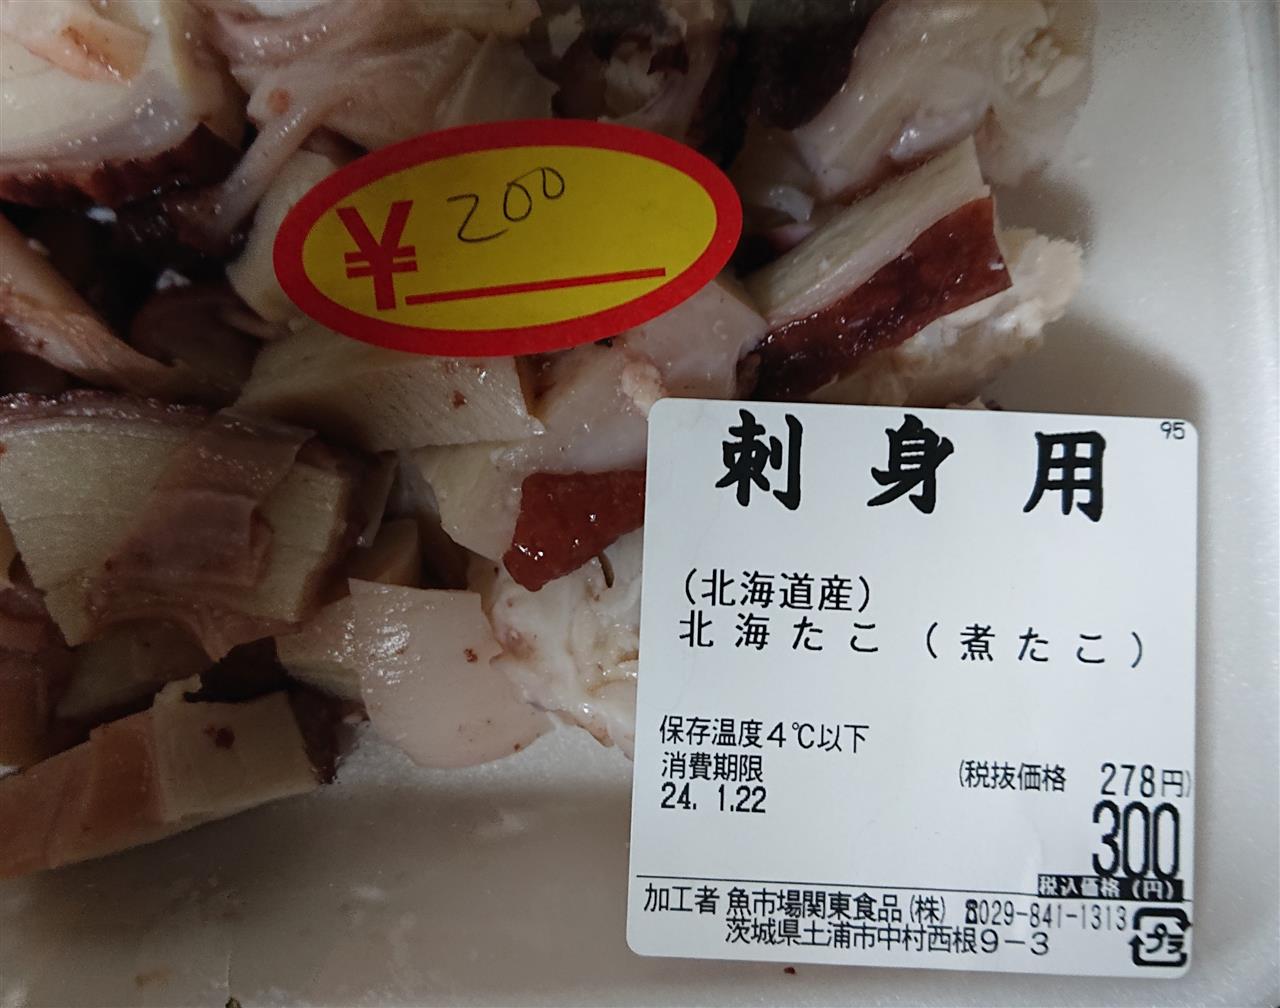 ¥ 200
95
刺身用
(北海道産)
北海たこ(煮たこ)
保存温度4℃以下
消費期限
24. 1.22
(税抜価格 278円)
300
税込価格(円)
加工者 魚市場関東食品(株) ☎029-841-1313
茨城県土浦市中村西根9-3
プラ